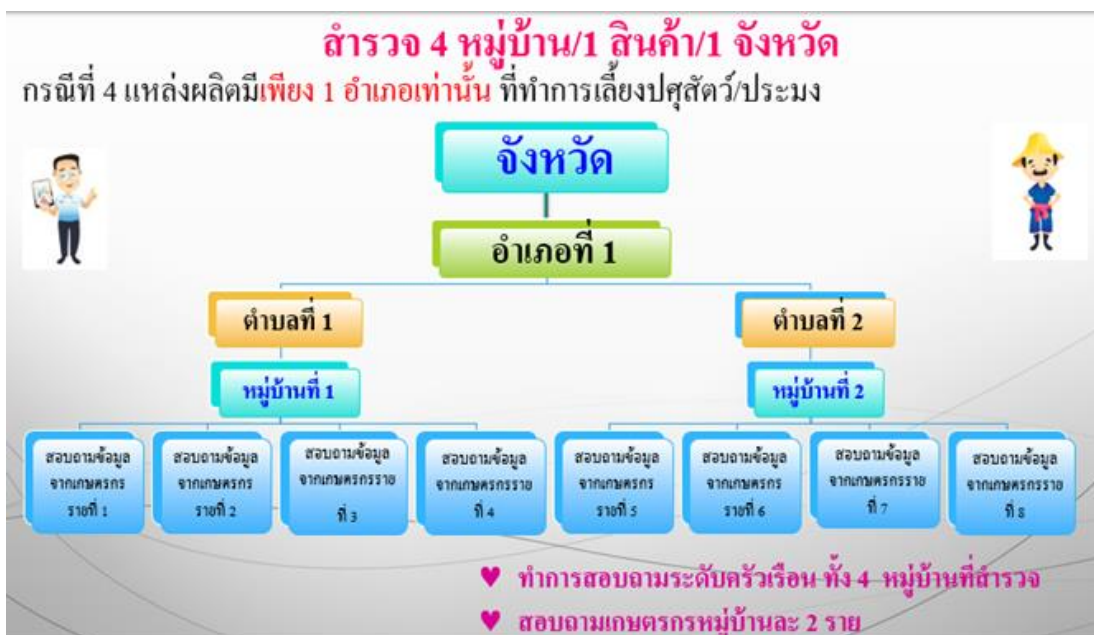 สำรวจ 4 หมู่บ้าน/1 สินค้า/1 จังหวัด
กรณีที่ 4 แหล่งผลิตมีเพียง 1 อำเภอเท่านั้น ที่ทำการเลี้ยงปศุสัตว์/ประมง
จังหวัด
อำเภอที่ 1
ตำบลที่ 1
ตำบลที่ 2
หมู่บ้านที่ 1
หมู่บ้านที่ 2
สอบถามข้อมูล
จากเกษตรกร
รายที่ 1
สอบถามข้อมูล
จากเกษตรกร
รายที่ 2
สอบถามข้อมูล
จากเกษตรกรราย
ที่ 3
สอบถามข้อมูล
จากเกษตรกรราย
ที่ 4
สอบถามข้อมูล
จากเกษตรกร
รายที่ 5
สอบถามข้อมูล
จากเกษตรกร
รายที่ 6
สอบถามข้อมูล
จากเกษตรกรราย
ที่ 7
สอบถามข้อมูล
จากเกษตรกรราย
ที่ 8
♥ ทำการสอบถามระดับครัวเรือน ทั้ง 4 หมู่บ้านที่สำรวจ
♥ สอบถามเกษตรกรหมู่บ้านละ 2 ราย